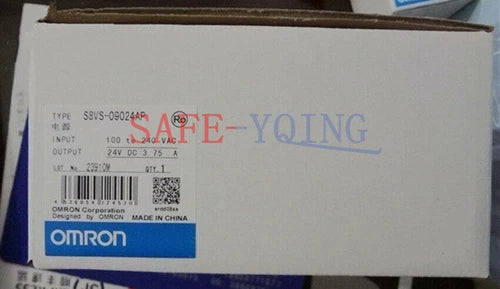 TYPE S8VS-09024AP
电源
SAFE-YQING
INPUT 100 to 240 VAC
OUTPUT 24V DC 3.75 A
LOT No. 23910M QTY. 1
OMRON Corporation
Designed by OMRON MADE IN CHINA
OMRON